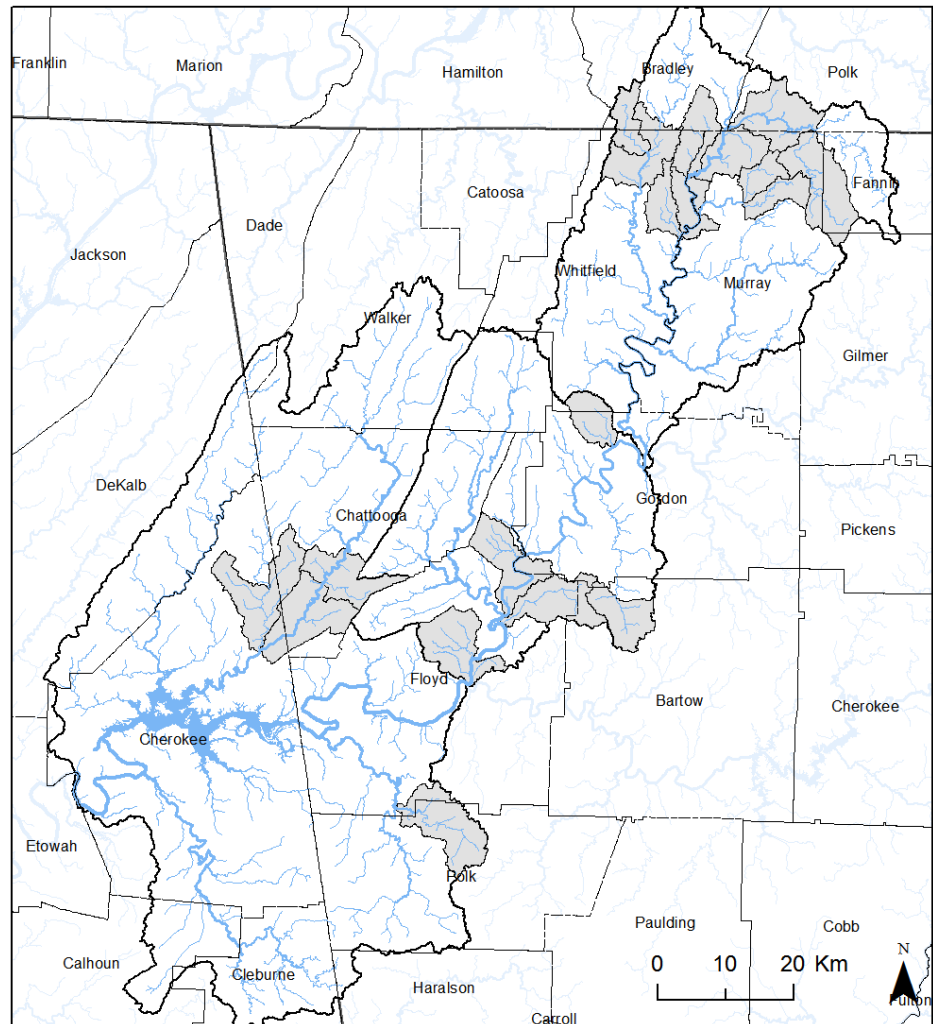 Franklin
Marion
Hamilton
Bradley
Polk
Catoosa
Fannin
Dade
Jackson
Whitfield
Murray
Walker
Gilmer
DeKalb
Chattooga
Gordon
Pickens
Floyd
Bartow
Cherokee
Cherokee
Etowah
Polk
Paulding
Cobb
N
Calhoun
Cleburne
0 10 20 Km
Haralson
Fulton
Carroll